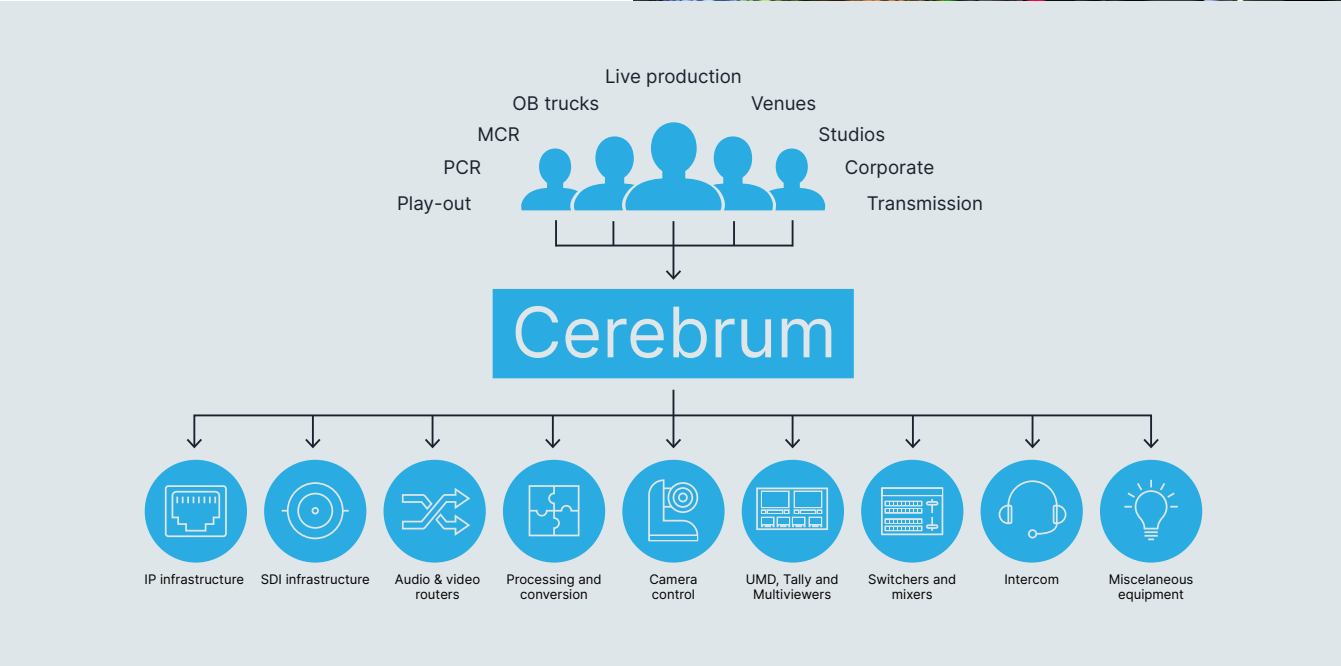 Live production
OB trucks
Venues
MCR
Studios
PCR
Corporate
Play-out
Transmission
Cerebrum
IP infrastructure
SDI infrastructure
Audio & video
routers
Processing and
conversion
Camera
control
UMD, Tally and
Multiviewers
Switchers and
mixers
Intercom
Miscelaneous
equipment